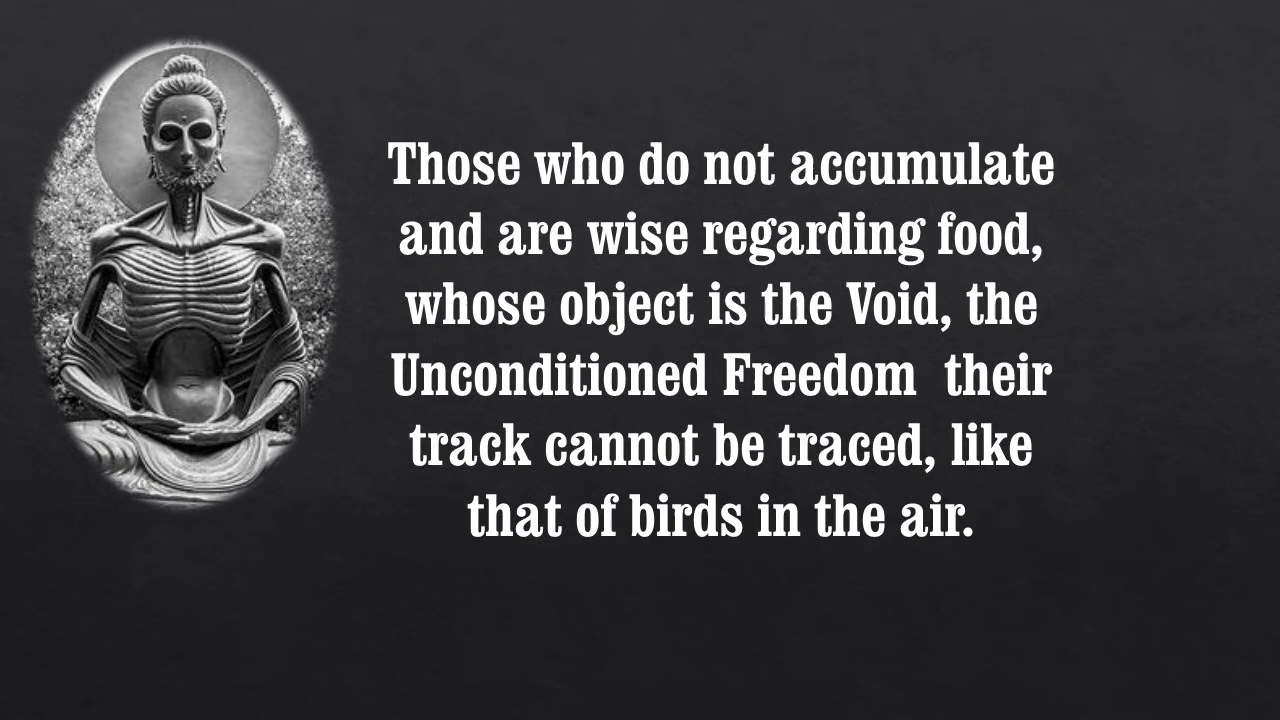 Those who do not accumulate
and are wise regarding food,
whose object is the Void, the
Unconditioned Freedom  their
track cannot be traced, like
that of birds in the air.